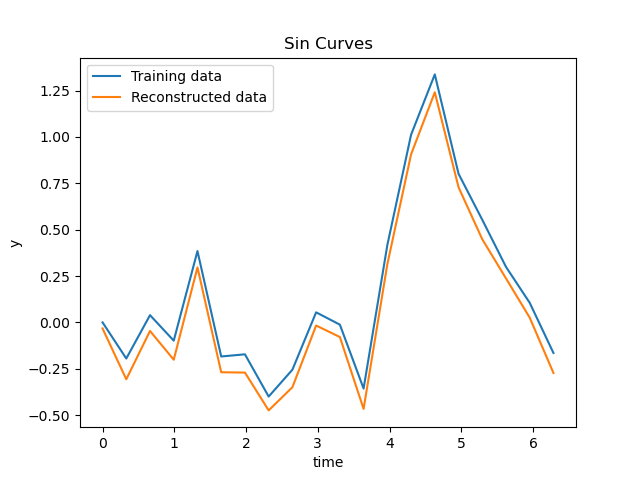 Sin Curves
Training data
Reconstructed data
1.25
1.00
0.75
0.50
0.25
0.00
−0.25
−0.50
y
0 1 2 3 4 5 6
time